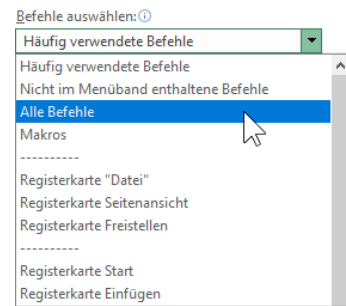 Befehle auswählen:
Häufig verwendete Befehle
Häufig verwendete Befehle
Nicht im Menüband enthaltene Befehle
Alle Befehle
Makros
----------
Registerkarte "Datei"
Registerkarte Seitenansicht
Registerkarte Freistellen
----------
Registerkarte Start
Registerkarte Einfügen